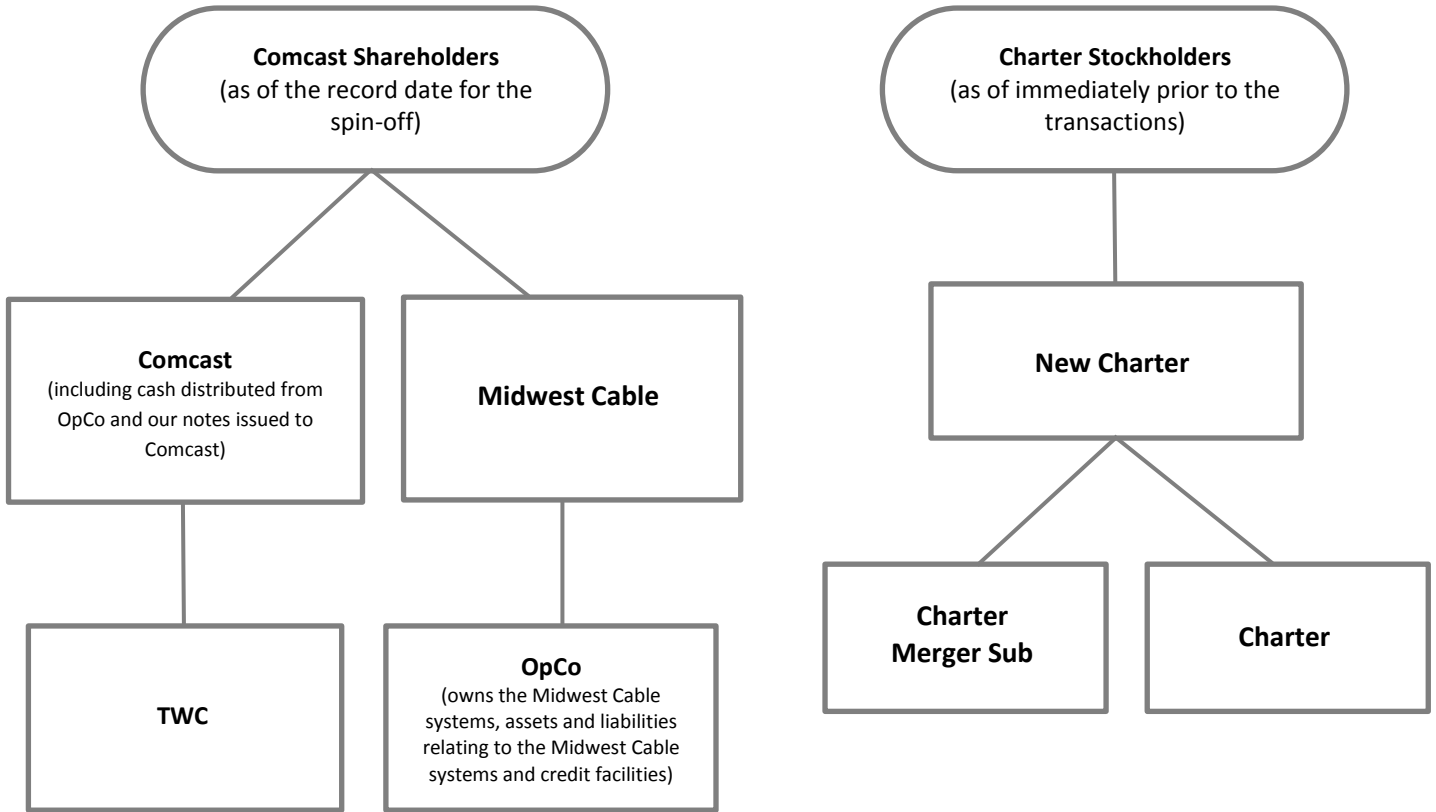 Comcast Shareholders
(as of the record date for the
spin-off)
Charter Stockholders
(as of immediately prior to the
transactions)
Comcast
(including cash distributed from
OpCo and our notes issued to
Comcast)
Midwest Cable
New Charter
TWC
OpCo
(owns the Midwest Cable
systems, assets and liabilities
relating to the Midwest Cable
systems and credit facilities)
Charter
Merger Sub
Charter